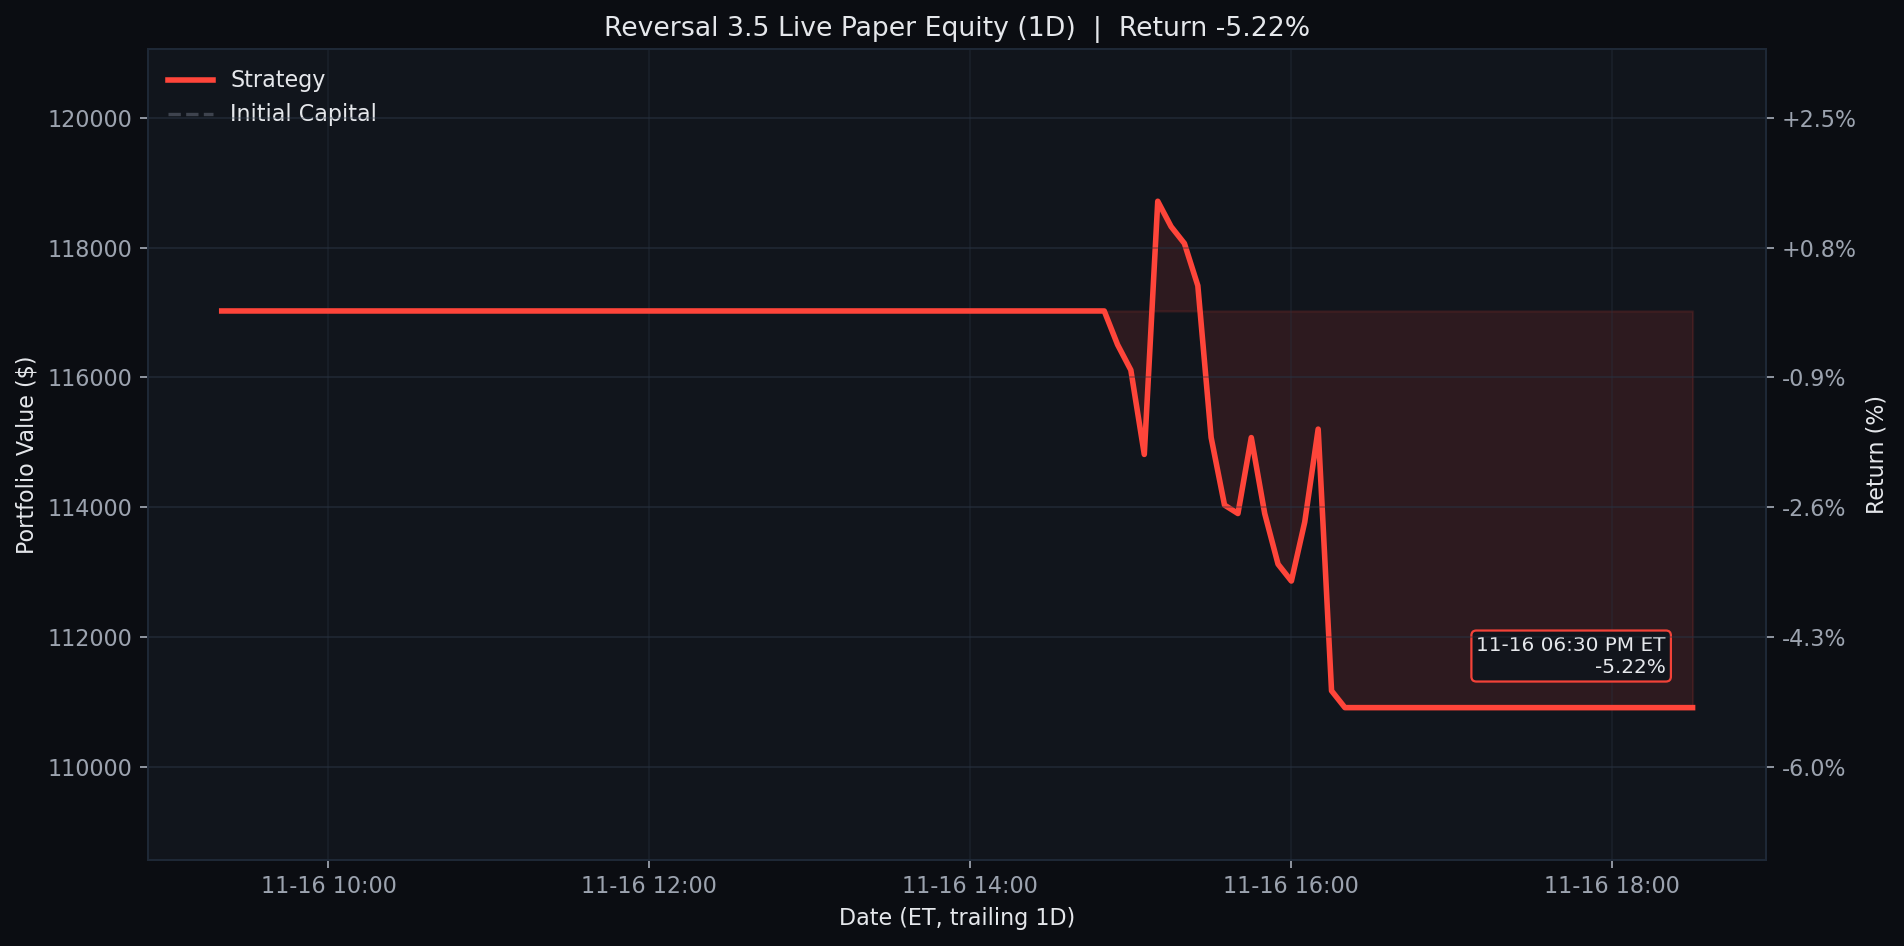 Reversal 3.5 Live Paper Equity (1D) | Return -5.22%
Strategy
Initial Capital
120000
118000
116000
114000
112000
110000
Portfolio Value ($)
+2.5%
+0.8%
-0.9%
-2.6%
-4.3%
-6.0%
Return (%)
11-16 06:30 PM ET
-5.22%
11-16 10:00
11-16 12:00
11-16 14:00
11-16 16:00
11-16 18:00
Date (ET, trailing 1D)